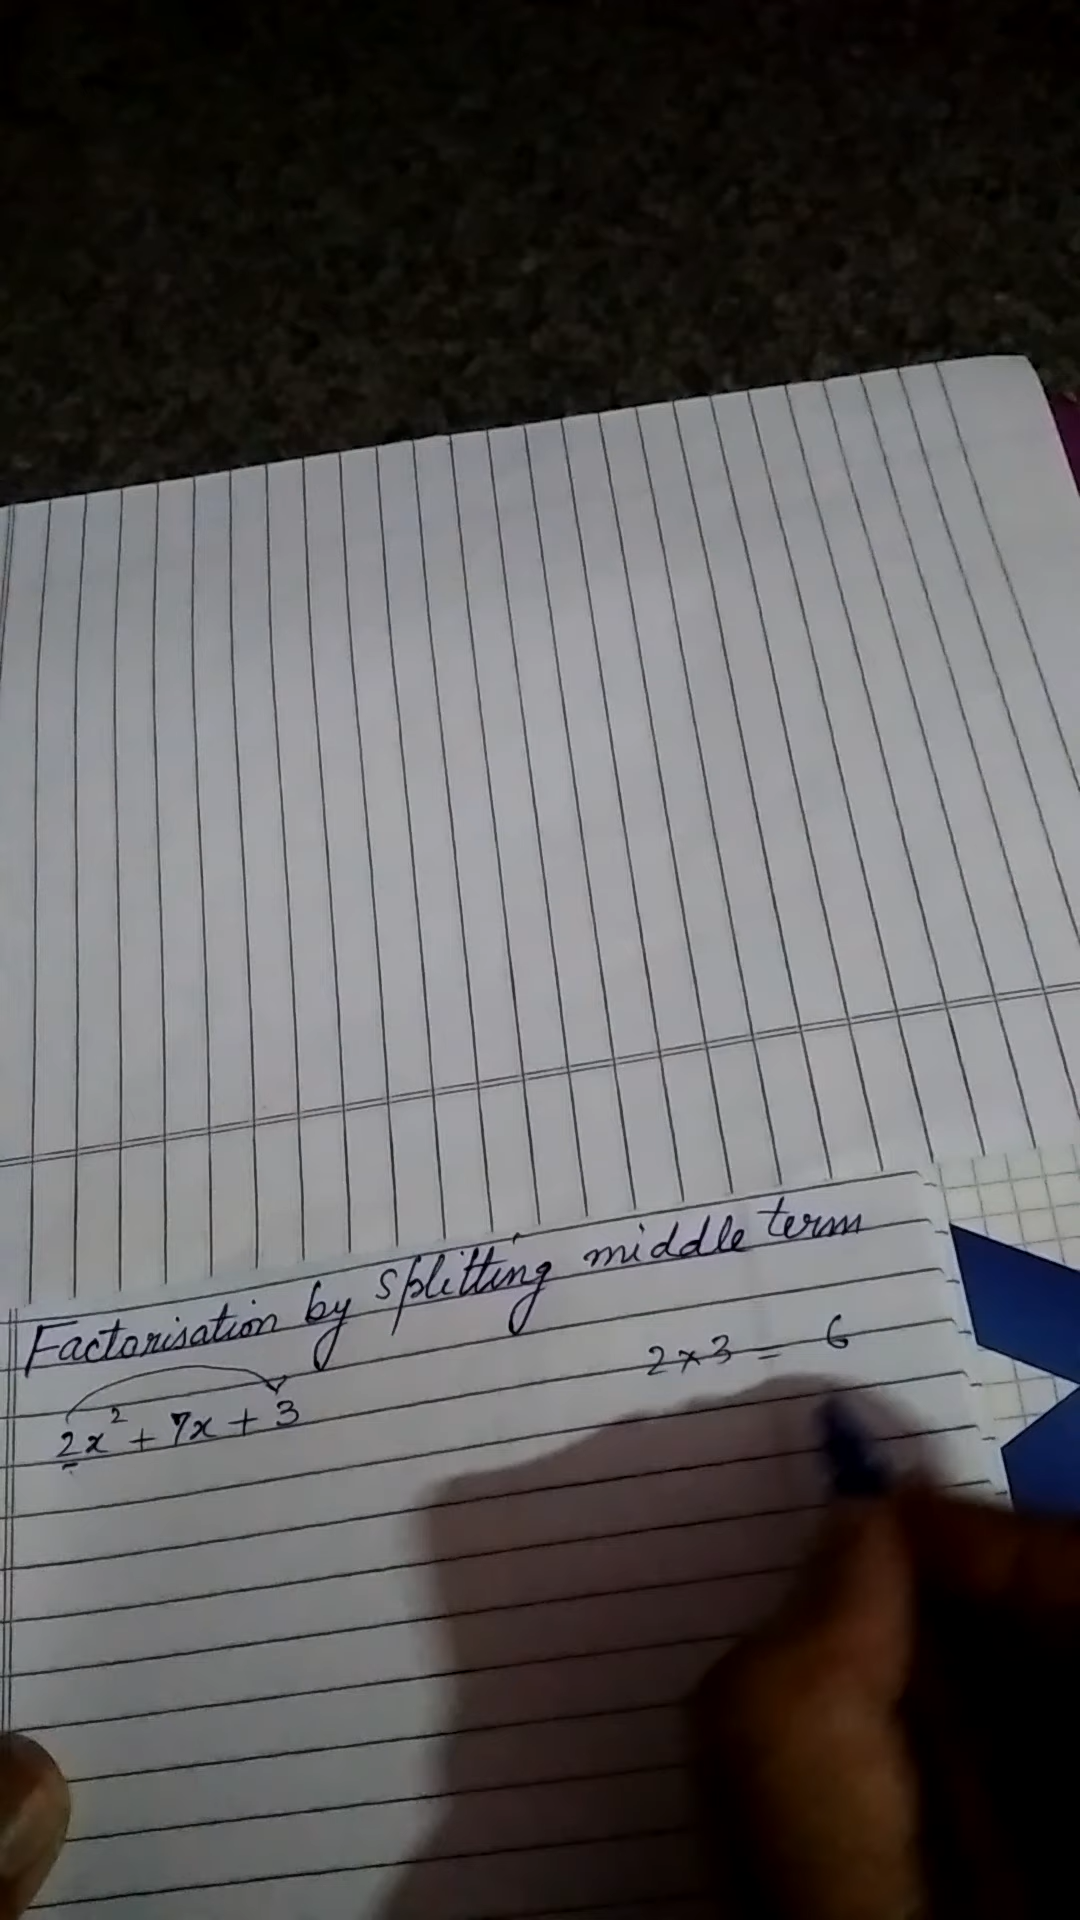 Factorisation by splitting middle term
2x² + 7x + 3
2 × 3 = 6